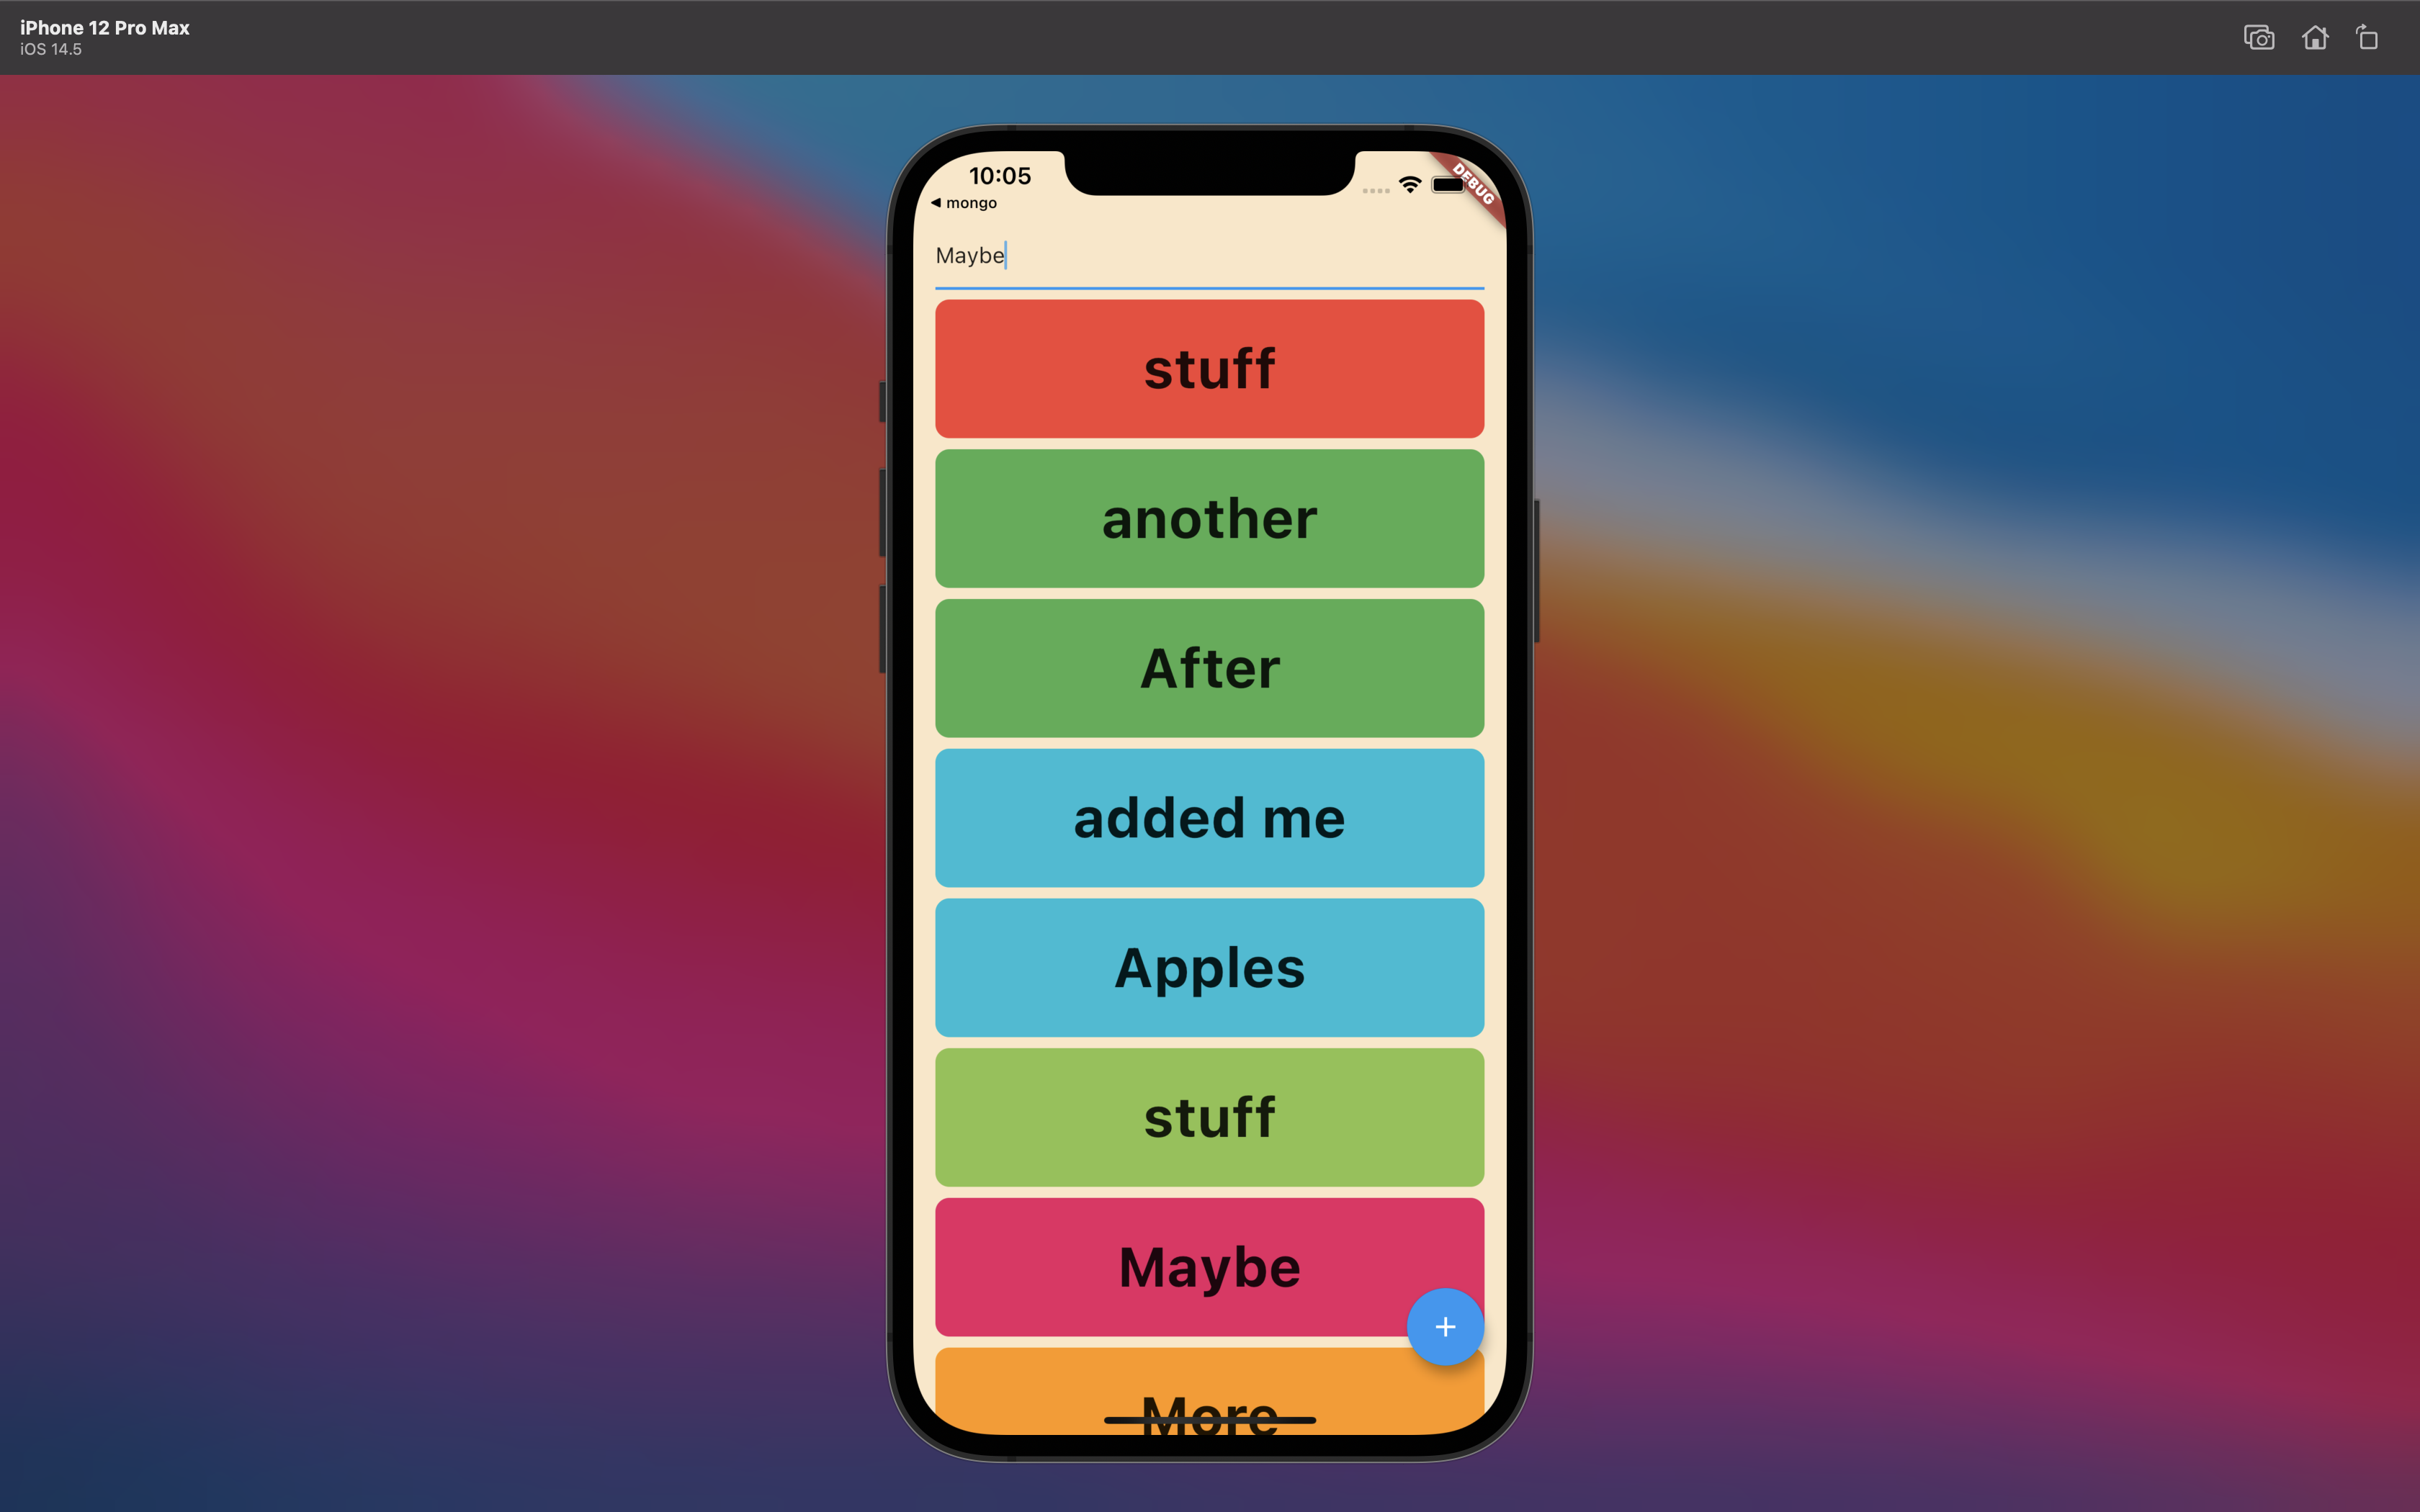 iPhone 12 Pro Max
iOS 14.5
10:05
DEBUG
◀ mongo
Maybe
stuff
another
After
added me
Apples
stuff
Maybe
+
More